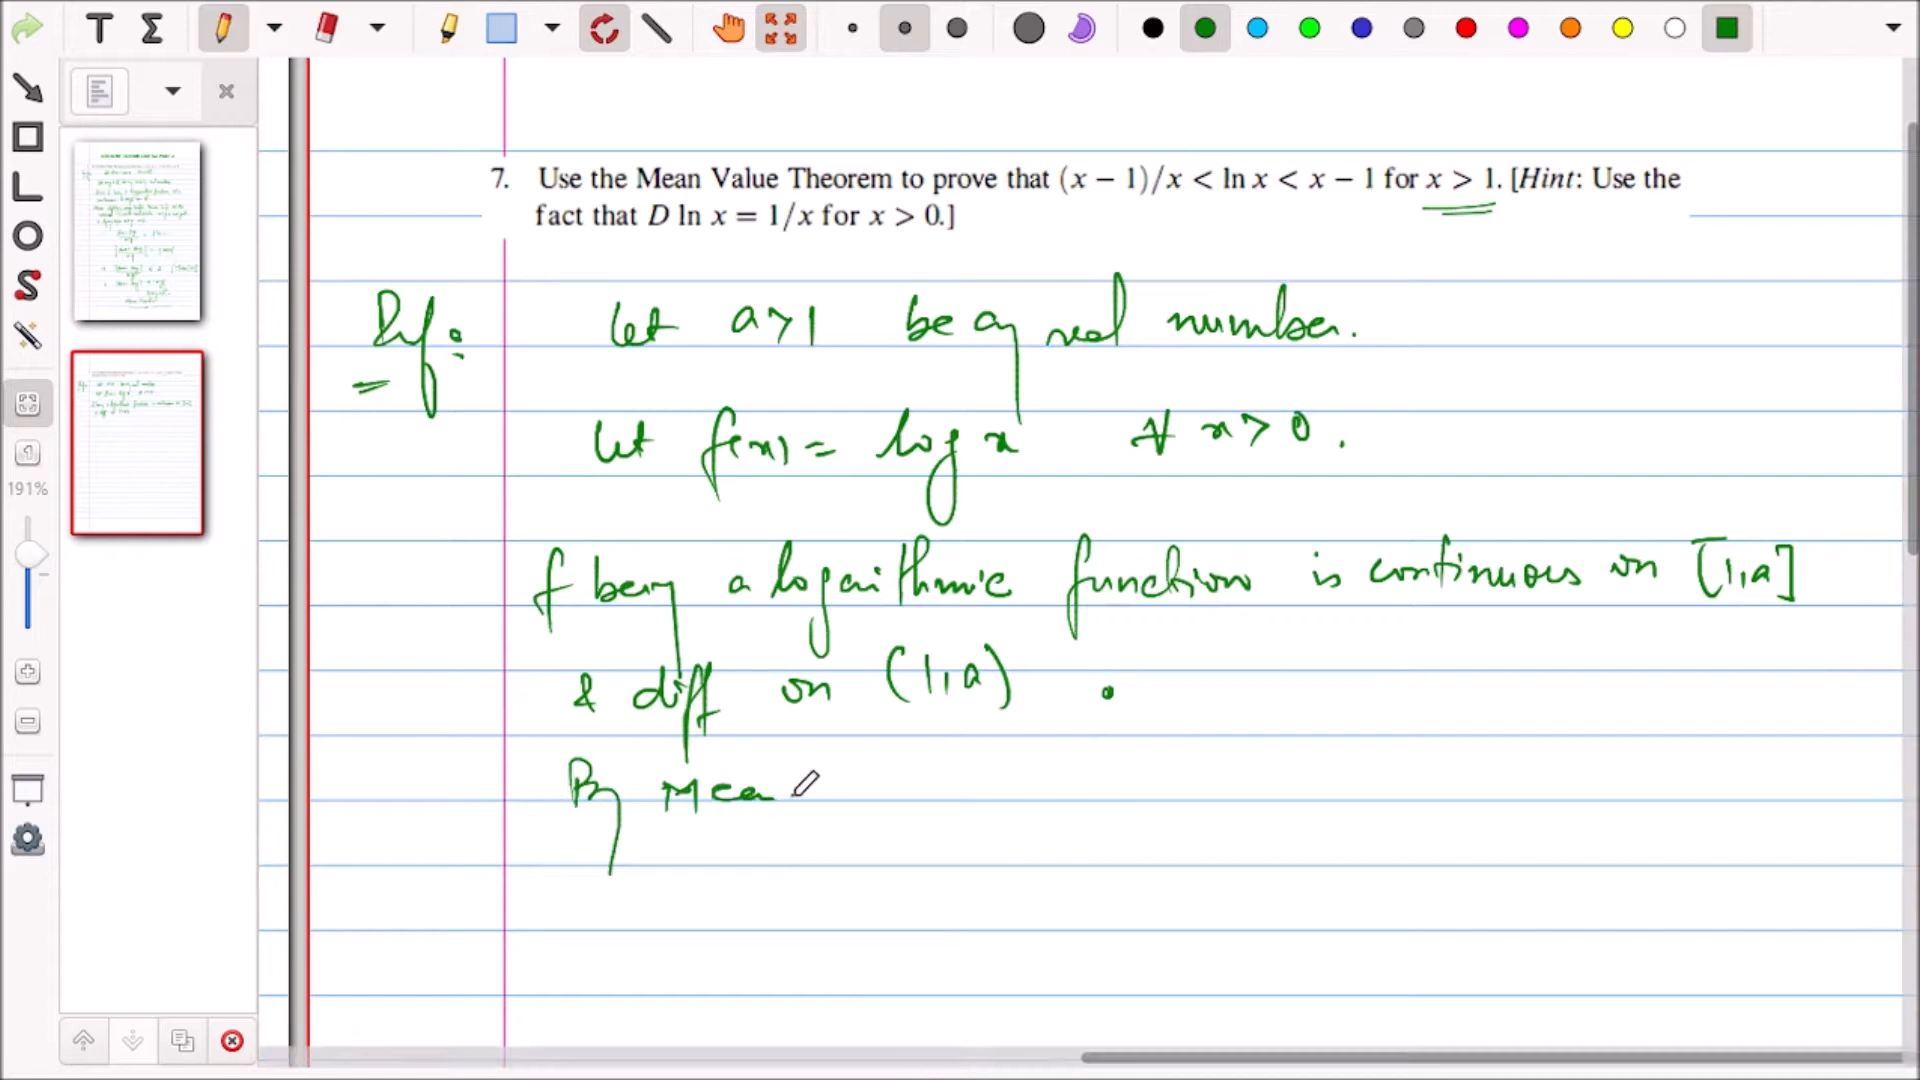 T Σ
7. Use the Mean Value Theorem to prove that (x − 1)/x < ln x < x − 1 for x > 1. [Hint: Use the
fact that D ln x = 1/x for x > 0.]
let a>1 be any real number.
let f(x) = log x ∀ x > 0.
f being a logarithmic function is continuous on [1,a]
& diff on (1,a).
By Mean
191%